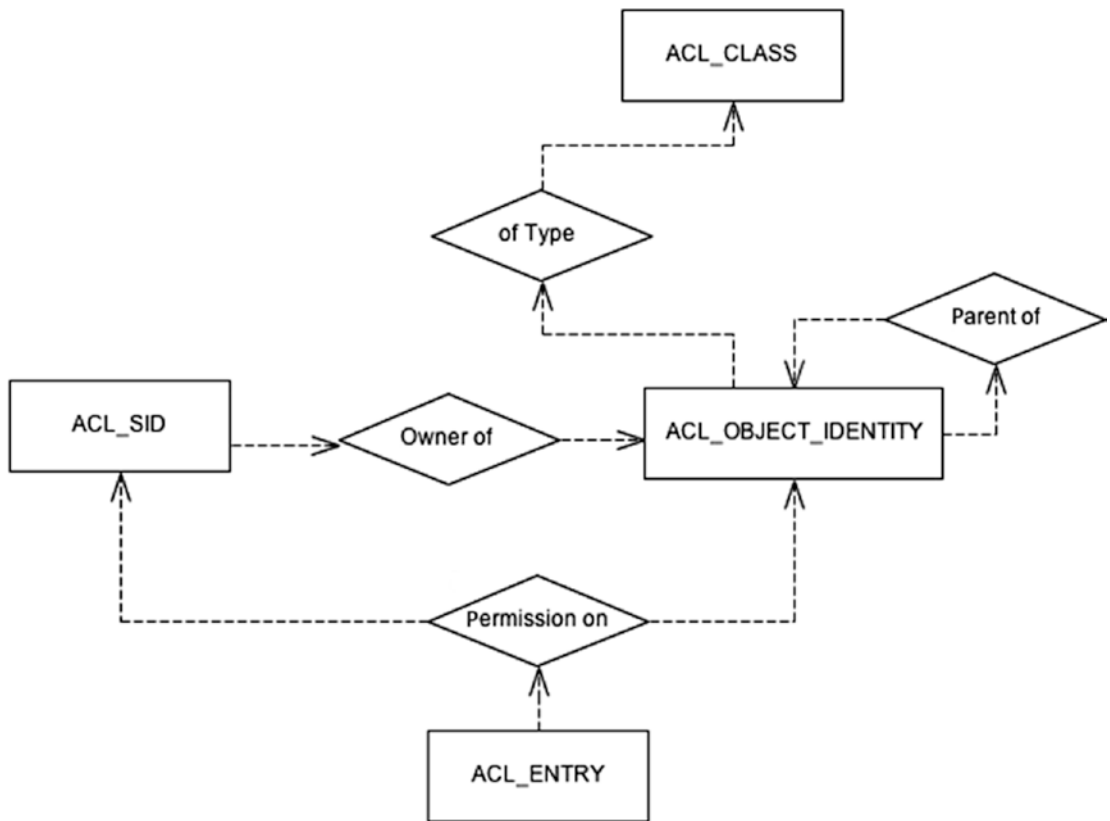 ACL_CLASS
of Type
Parent of
ACL_SID
Owner of
ACL_OBJECT_IDENTITY
Permission on
ACL_ENTRY